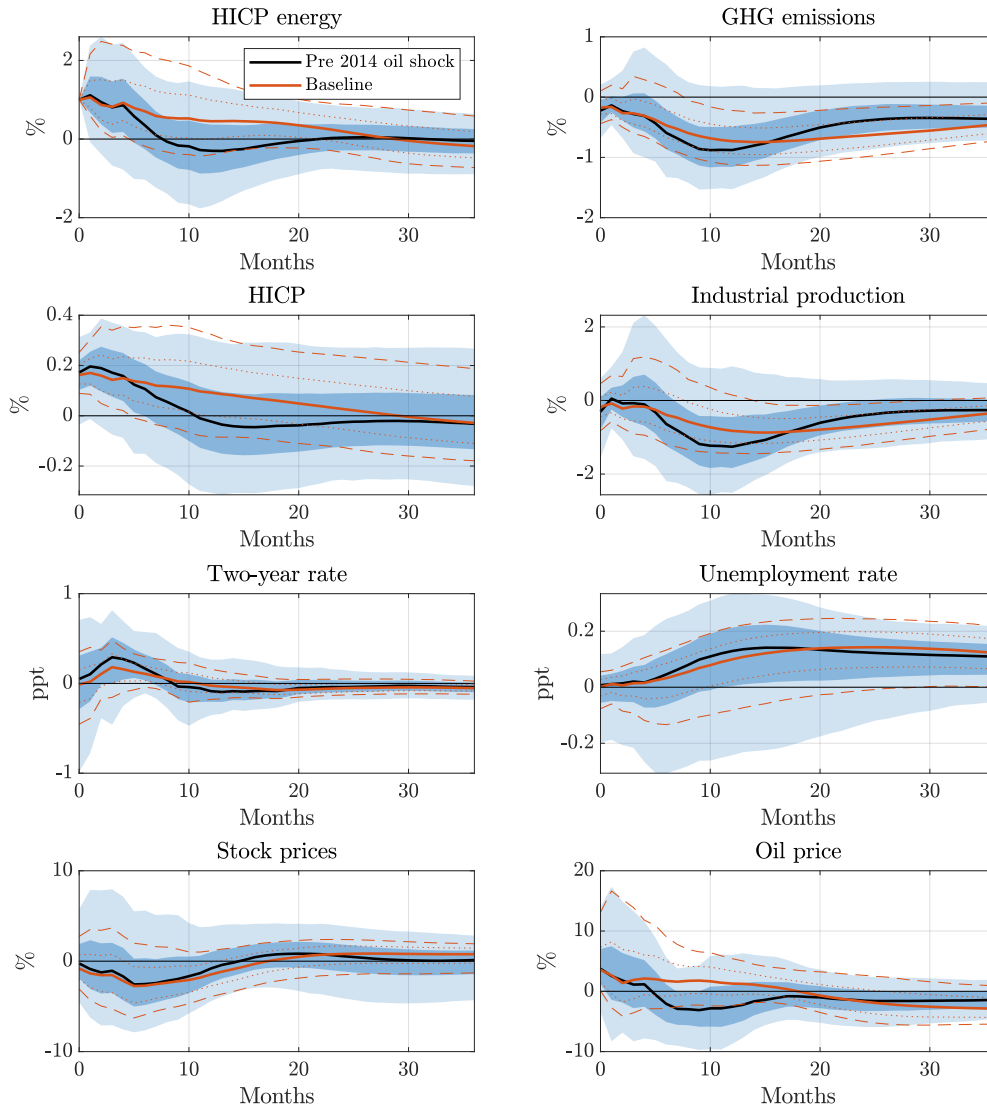 HICP energy
2
0
-2
%
0 10 20 30
Months
Pre 2014 oil shock
Baseline
GHG emissions
1
0
-1
-2
%
0 10 20 30
Months
HICP
0.4
0.2
0
-0.2
%
0 10 20 30
Months
Industrial production
2
0
-2
%
0 10 20 30
Months
Two-year rate
1
0
-1
ppt
0 10 20 30
Months
Unemployment rate
0.2
0
-0.2
ppt
0 10 20 30
Months
Stock prices
10
0
-10
%
0 10 20 30
Months
Oil price
20
10
0
-10
%
0 10 20 30
Months